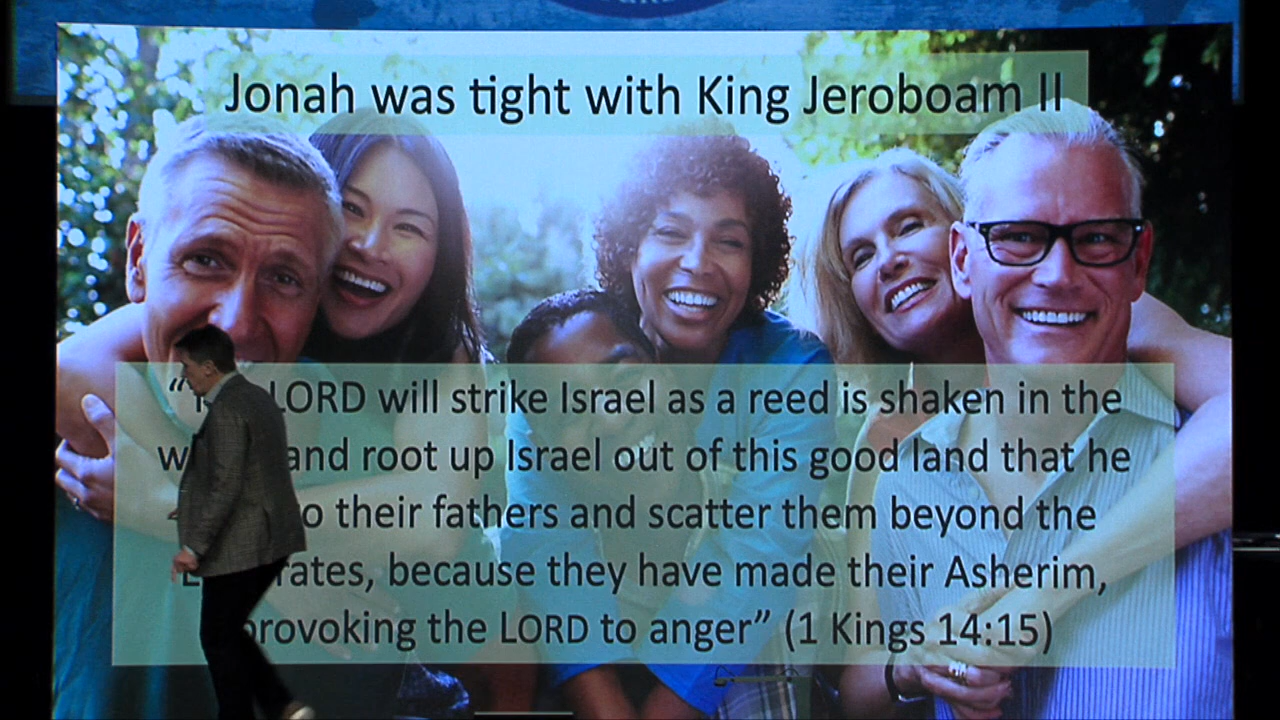 Jonah was tight with King Jeroboam II
LORD will strike Israel as a reed is shaken in the
and root up Israel out of this good land that he
their fathers and scatter them beyond the
because they have made their Asherim,
provoking the LORD to anger” (1 Kings 14:15)